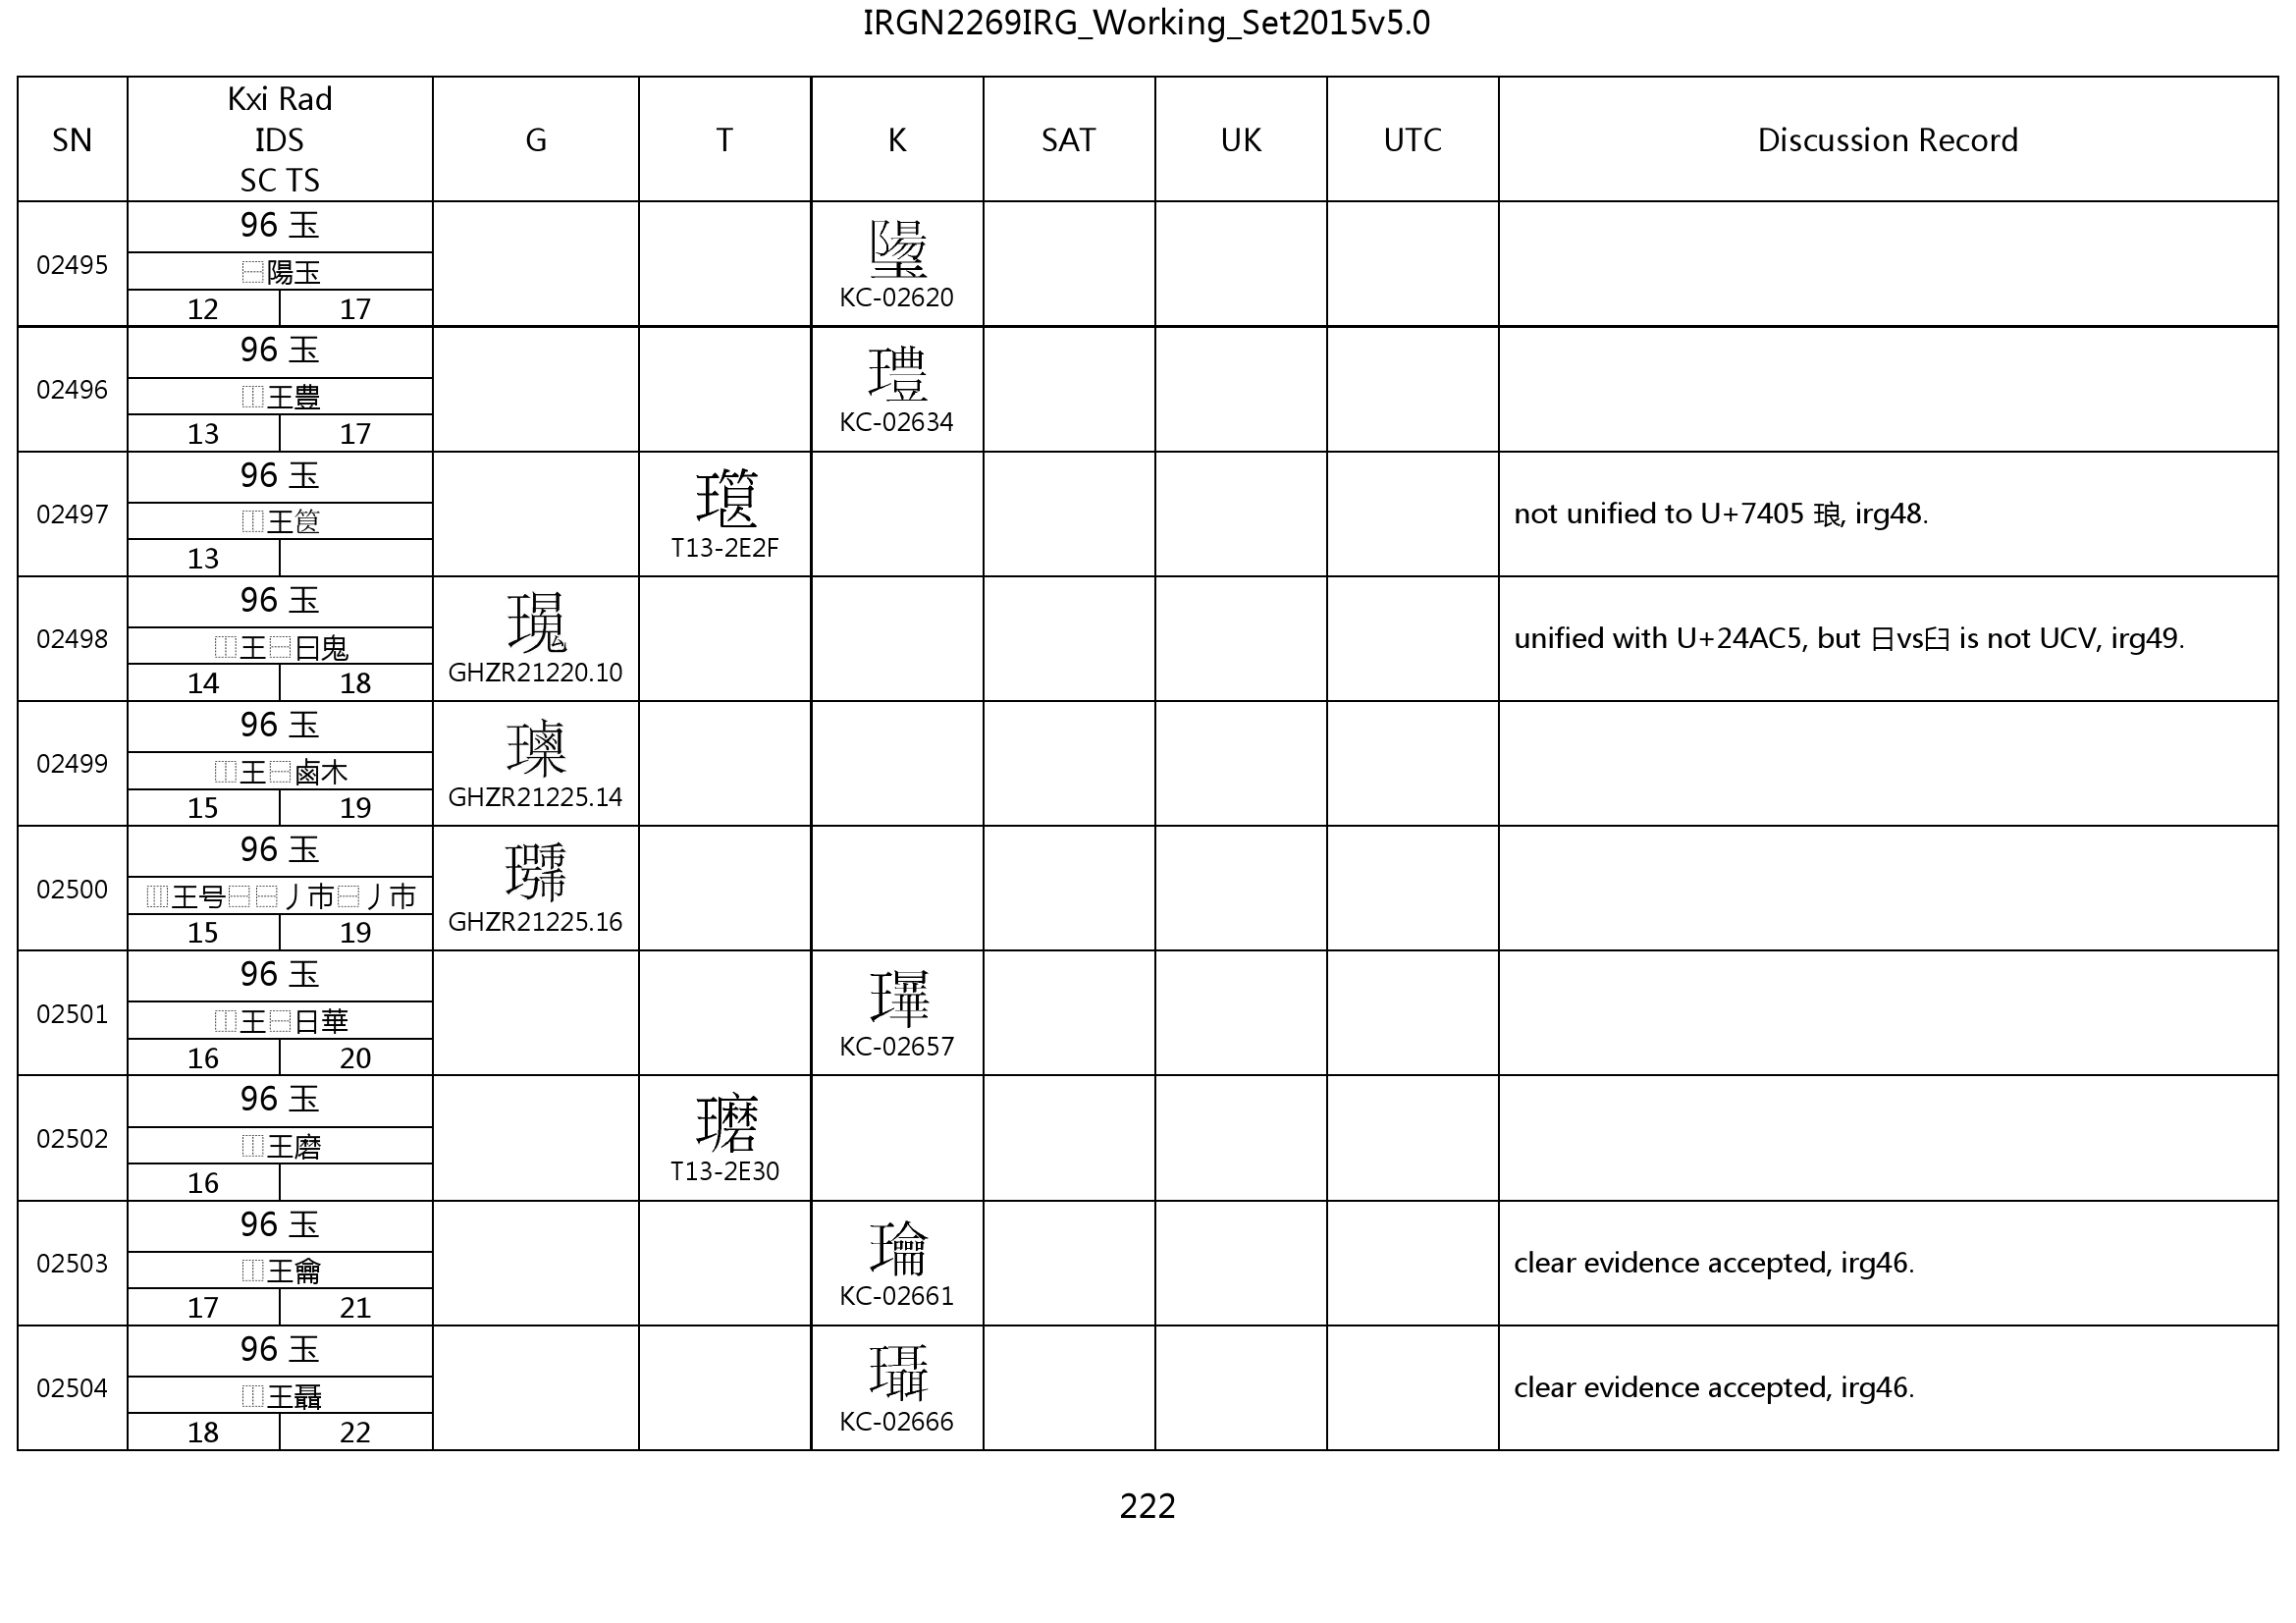 IRGN2269IRG_Working_Set2015v5.0
SN
Kxi Rad
IDS
SC TS
G
T
K
SAT
UK
UTC
Discussion Record
02495
96 玉
⿱陽玉
12 17
KC-02620
02496
96 玉
⿰王豊
13 17
KC-02634
02497
96 玉
⿰王
13
T13-2E2F
not unified to U+7405 琅, irg48.
02498
96 玉
⿰王⿱日鬼
14 18
GHZR21220.10
unified with U+24AC5, but 日vs臼 is not UCV, irg49.
02499
96 玉
⿰王⿱鹵木
15 19
GHZR21225.14
02500
96 玉
⿲王号⿱⿱丿市⿱丿市
15 19
GHZR21225.16
02501
96 玉
⿰王⿱日華
16 20
KC-02657
02502
96 玉
⿰王磨
16
T13-2E30
02503
96 玉
⿰王龠
17 21
KC-02661
clear evidence accepted, irg46.
02504
96 玉
⿰王聶
18 22
KC-02666
clear evidence accepted, irg46.
222